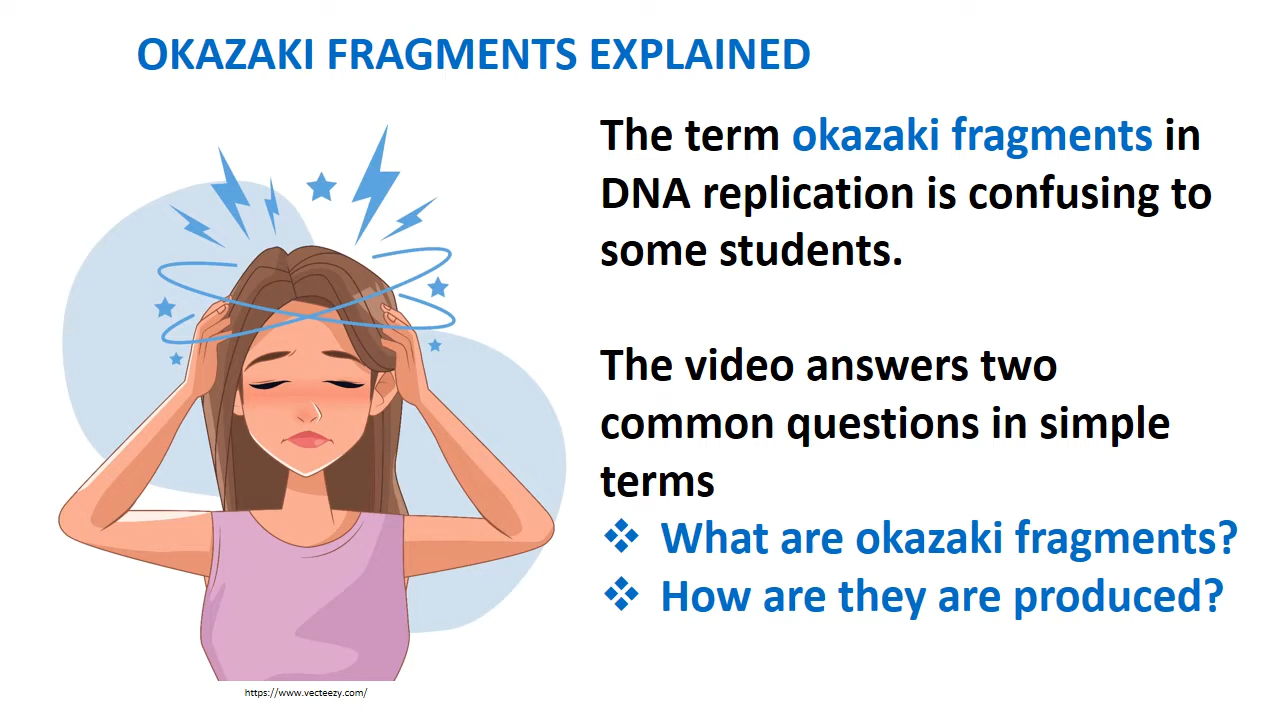 OKAZAKI FRAGMENTS EXPLAINED
The term okazaki fragments in
DNA replication is confusing to
some students.
The video answers two
common questions in simple
terms
❖ What are okazaki fragments?
❖ How are they are produced?
https://www.vecteezy.com/